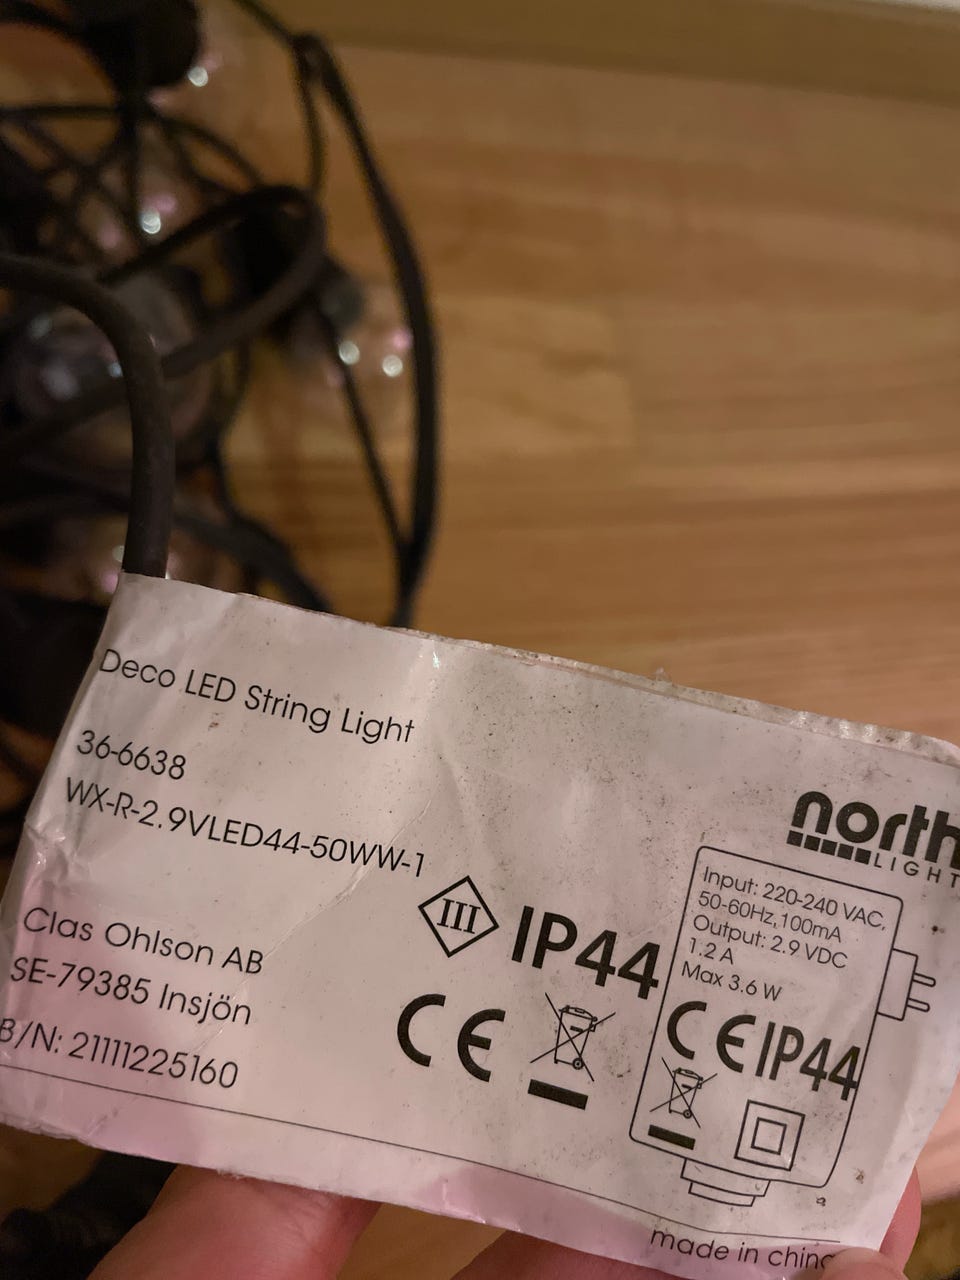 Deco LED String Light
36-6638
WX-R-2.9VLED44-50WW-1
Clas Ohlson AB
SE-79385 Insjön
B/N: 21111225160
III
IP44
CE
north
LIGHT
Input: 220-240 VAC,
50-60Hz,100mA
Output: 2.9 VDC
1.2 A
Max 3.6 W
CE IP44
made in china